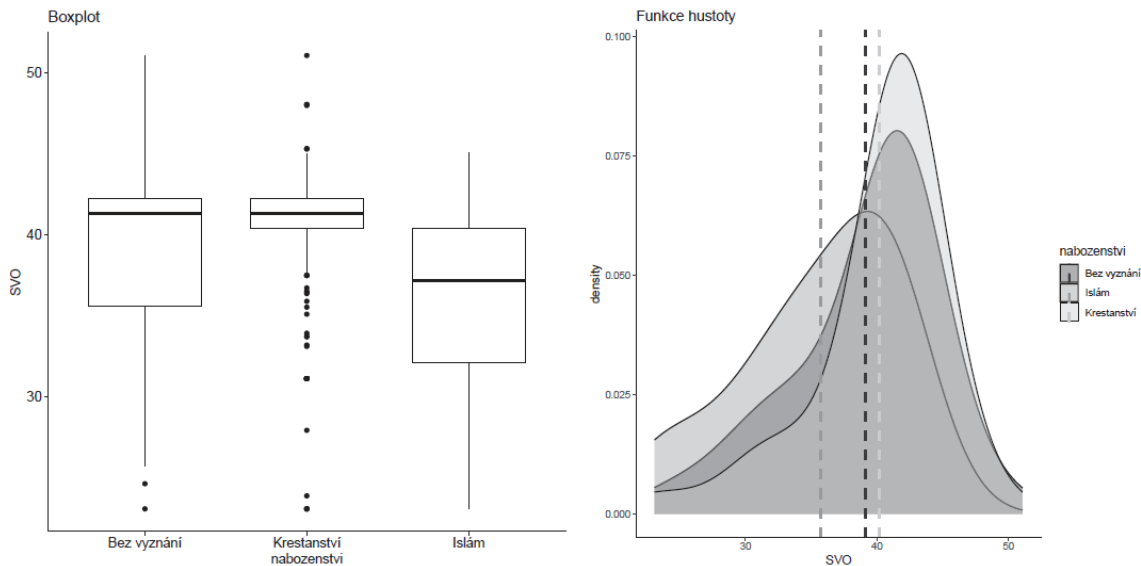 Boxplot
50
40
30
SVO
Bez vyznání
Krestanství
Islám
nabozenstvi
Funkce hustoty
0.100
0.075
0.050
0.025
0.000
density
30
40
50
SVO
nabozenstvi
Bez vyznání
Islám
Krestanství